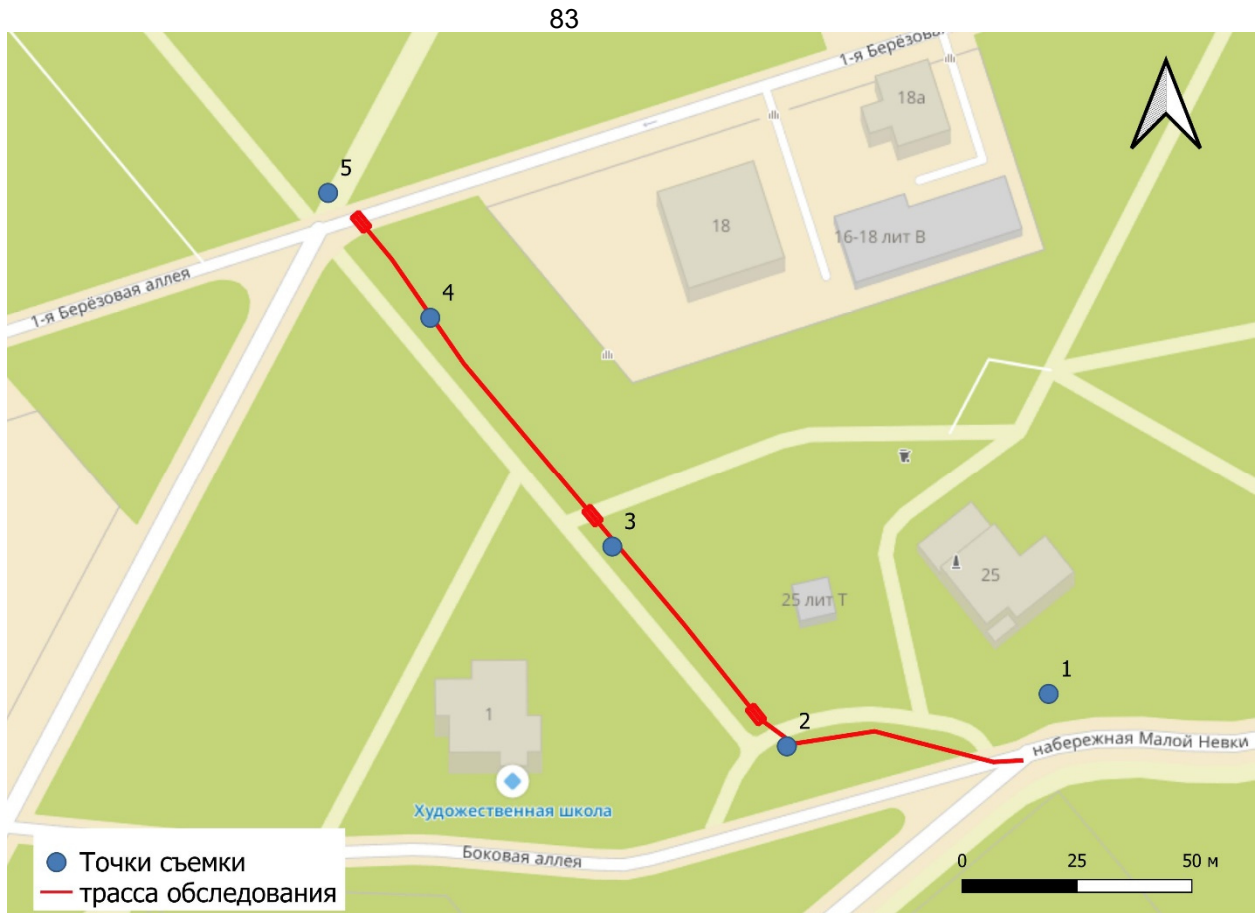 83
1-я Берёзовая
18а
5
18
16-18 лит В
1-я Берёзовая аллея
4
3
25
25 лит Т
1
2
1
набережная Малой Невки
Художественная школа
Боковая аллея
Точки съемки
трасса обследования
0 25 50 м